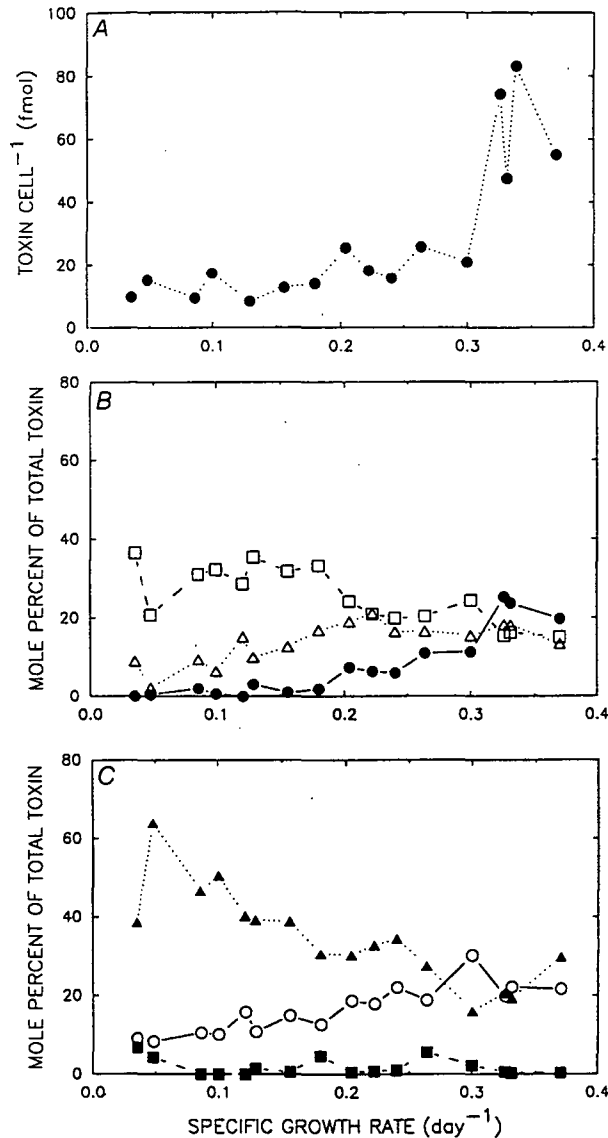 A
TOXIN CELL⁻¹ (fmol)
100
80
60
40
20
0
0.0 0.1 0.2 0.3 0.4
B
MOLE PERCENT OF TOTAL TOXIN
80
60
40
20
0
0.0 0.1 0.2 0.3 0.4
C
MOLE PERCENT OF TOTAL TOXIN
80
60
40
20
0
0.0 0.1 0.2 0.3 0.4
SPECIFIC GROWTH RATE (day⁻¹)